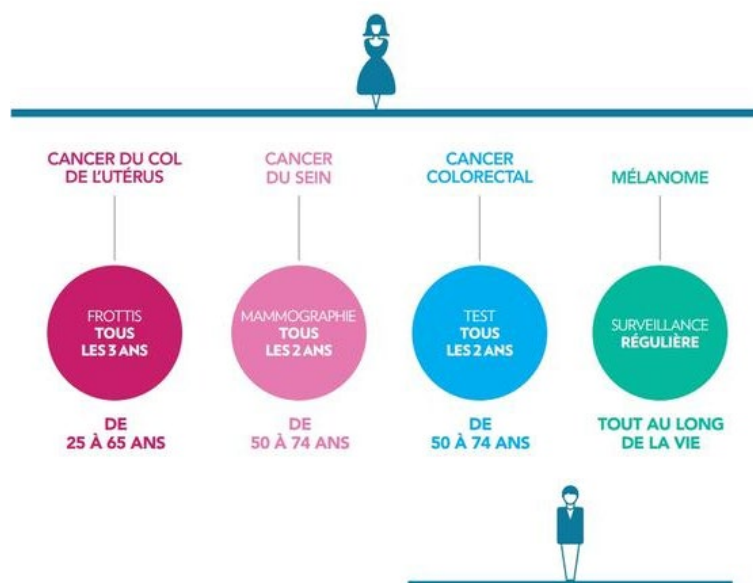 CANCER DU COL
DE L'UTÉRUS
FROTTIS
TOUS
LES 3 ANS
DE
25 À 65 ANS
CANCER
DU SEIN
MAMMOGRAPHIE
TOUS
LES 2 ANS
DE
50 À 74 ANS
CANCER
COLORECTAL
TEST
TOUS
LES 2 ANS
DE
50 À 74 ANS
MÉLANOME
SURVEILLANCE
RÉGULIÈRE
TOUT AU LONG
DE LA VIE